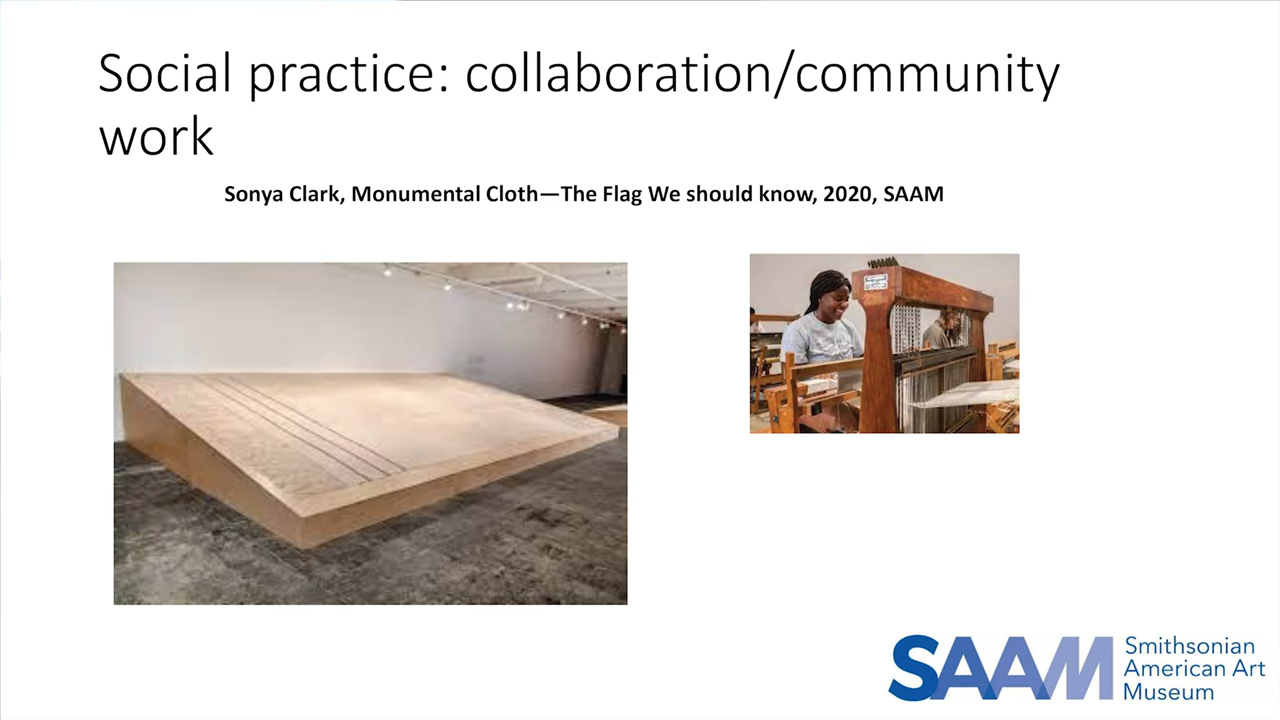 Social practice: collaboration/community
work
Sonya Clark, Monumental Cloth—The Flag We should know, 2020, SAAM
SAAM
Smithsonian
American Art
Museum